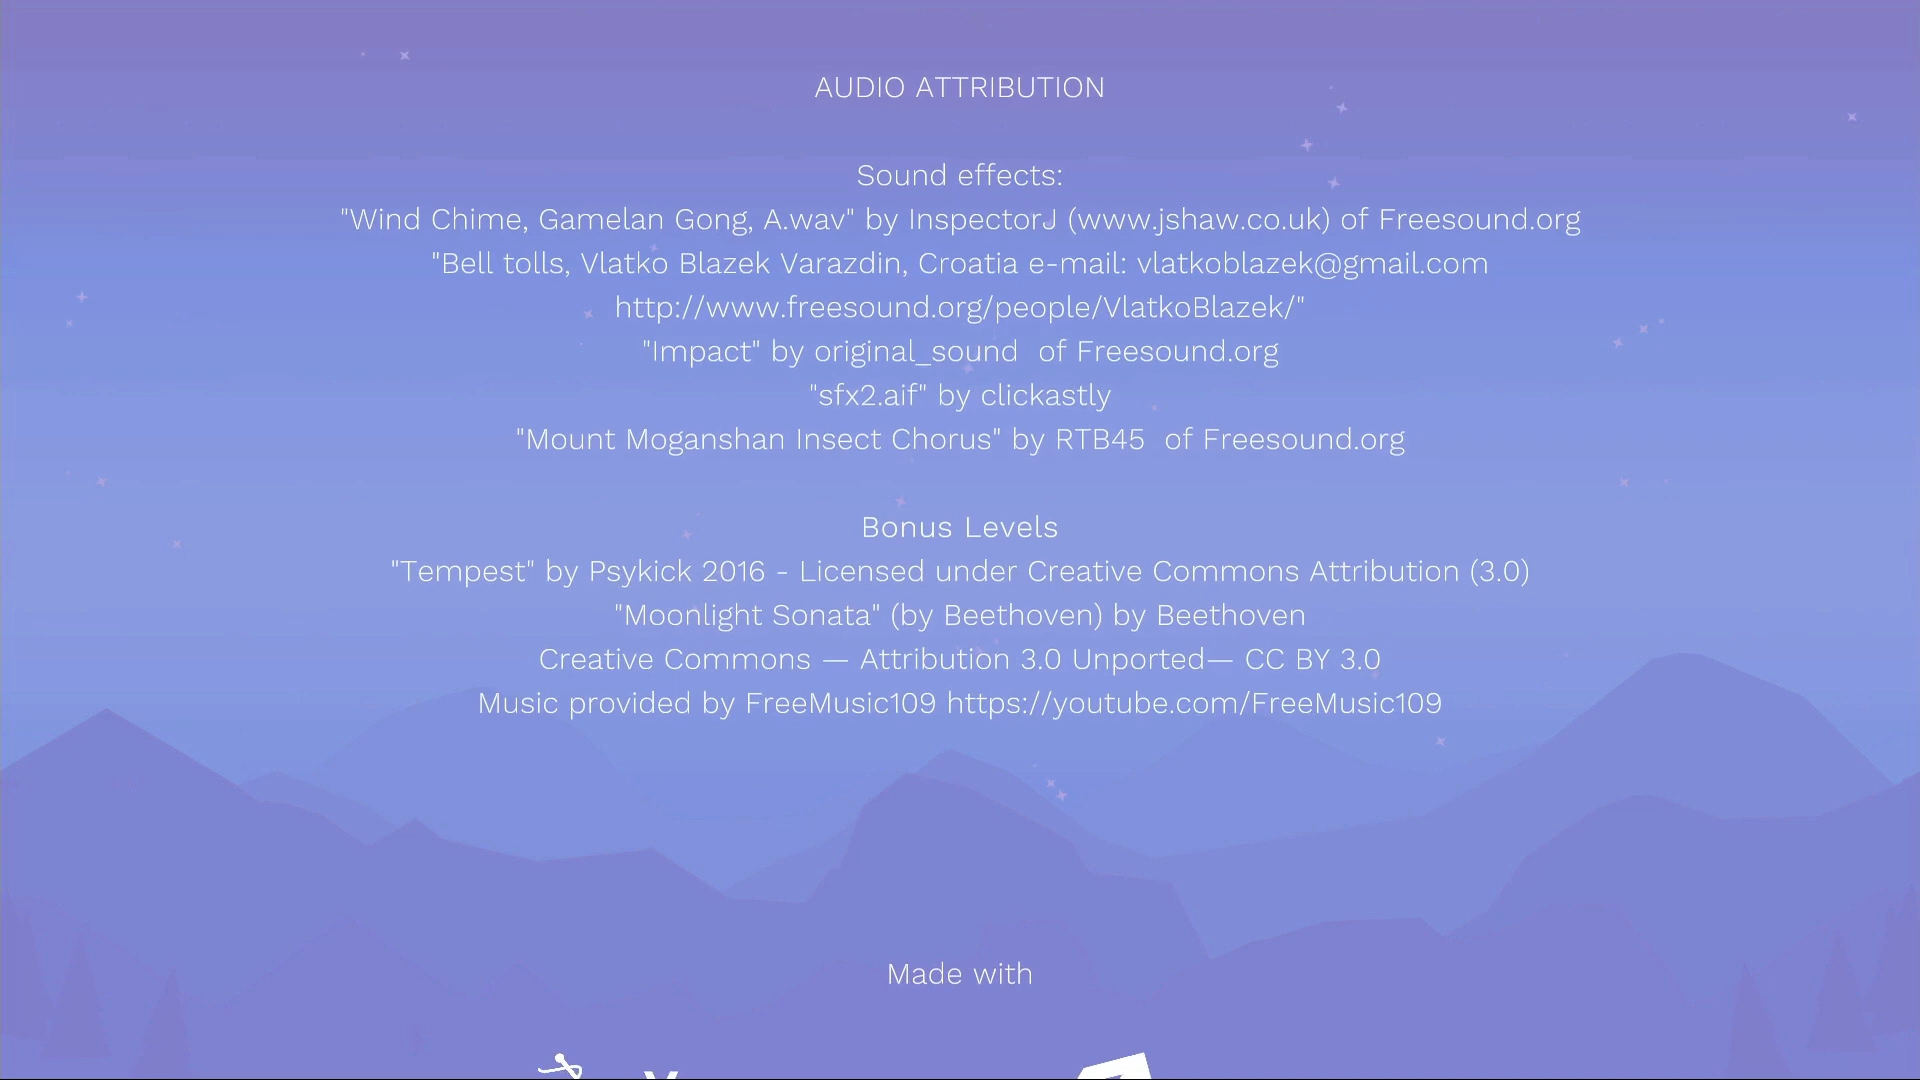 AUDIO ATTRIBUTION
Sound effects:
"Wind Chime, Gamelan Gong, A.wav" by InspectorJ (www.jshaw.co.uk) of Freesound.org
"Bell tolls, Vlatko Blazek Varazdin, Croatia e-mail: vlatkoblazek@gmail.com
http://www.freesound.org/people/VlatkoBlazek/"
"Impact" by original_sound  of Freesound.org
"sfx2.aif" by clickastly
"Mount Moganshan Insect Chorus" by RTB45  of Freesound.org
Bonus Levels
"Tempest" by Psykick 2016 - Licensed under Creative Commons Attribution (3.0)
"Moonlight Sonata" (by Beethoven) by Beethoven
Creative Commons — Attribution 3.0 Unported— CC BY 3.0
Music provided by FreeMusic109 https://youtube.com/FreeMusic109
Made with